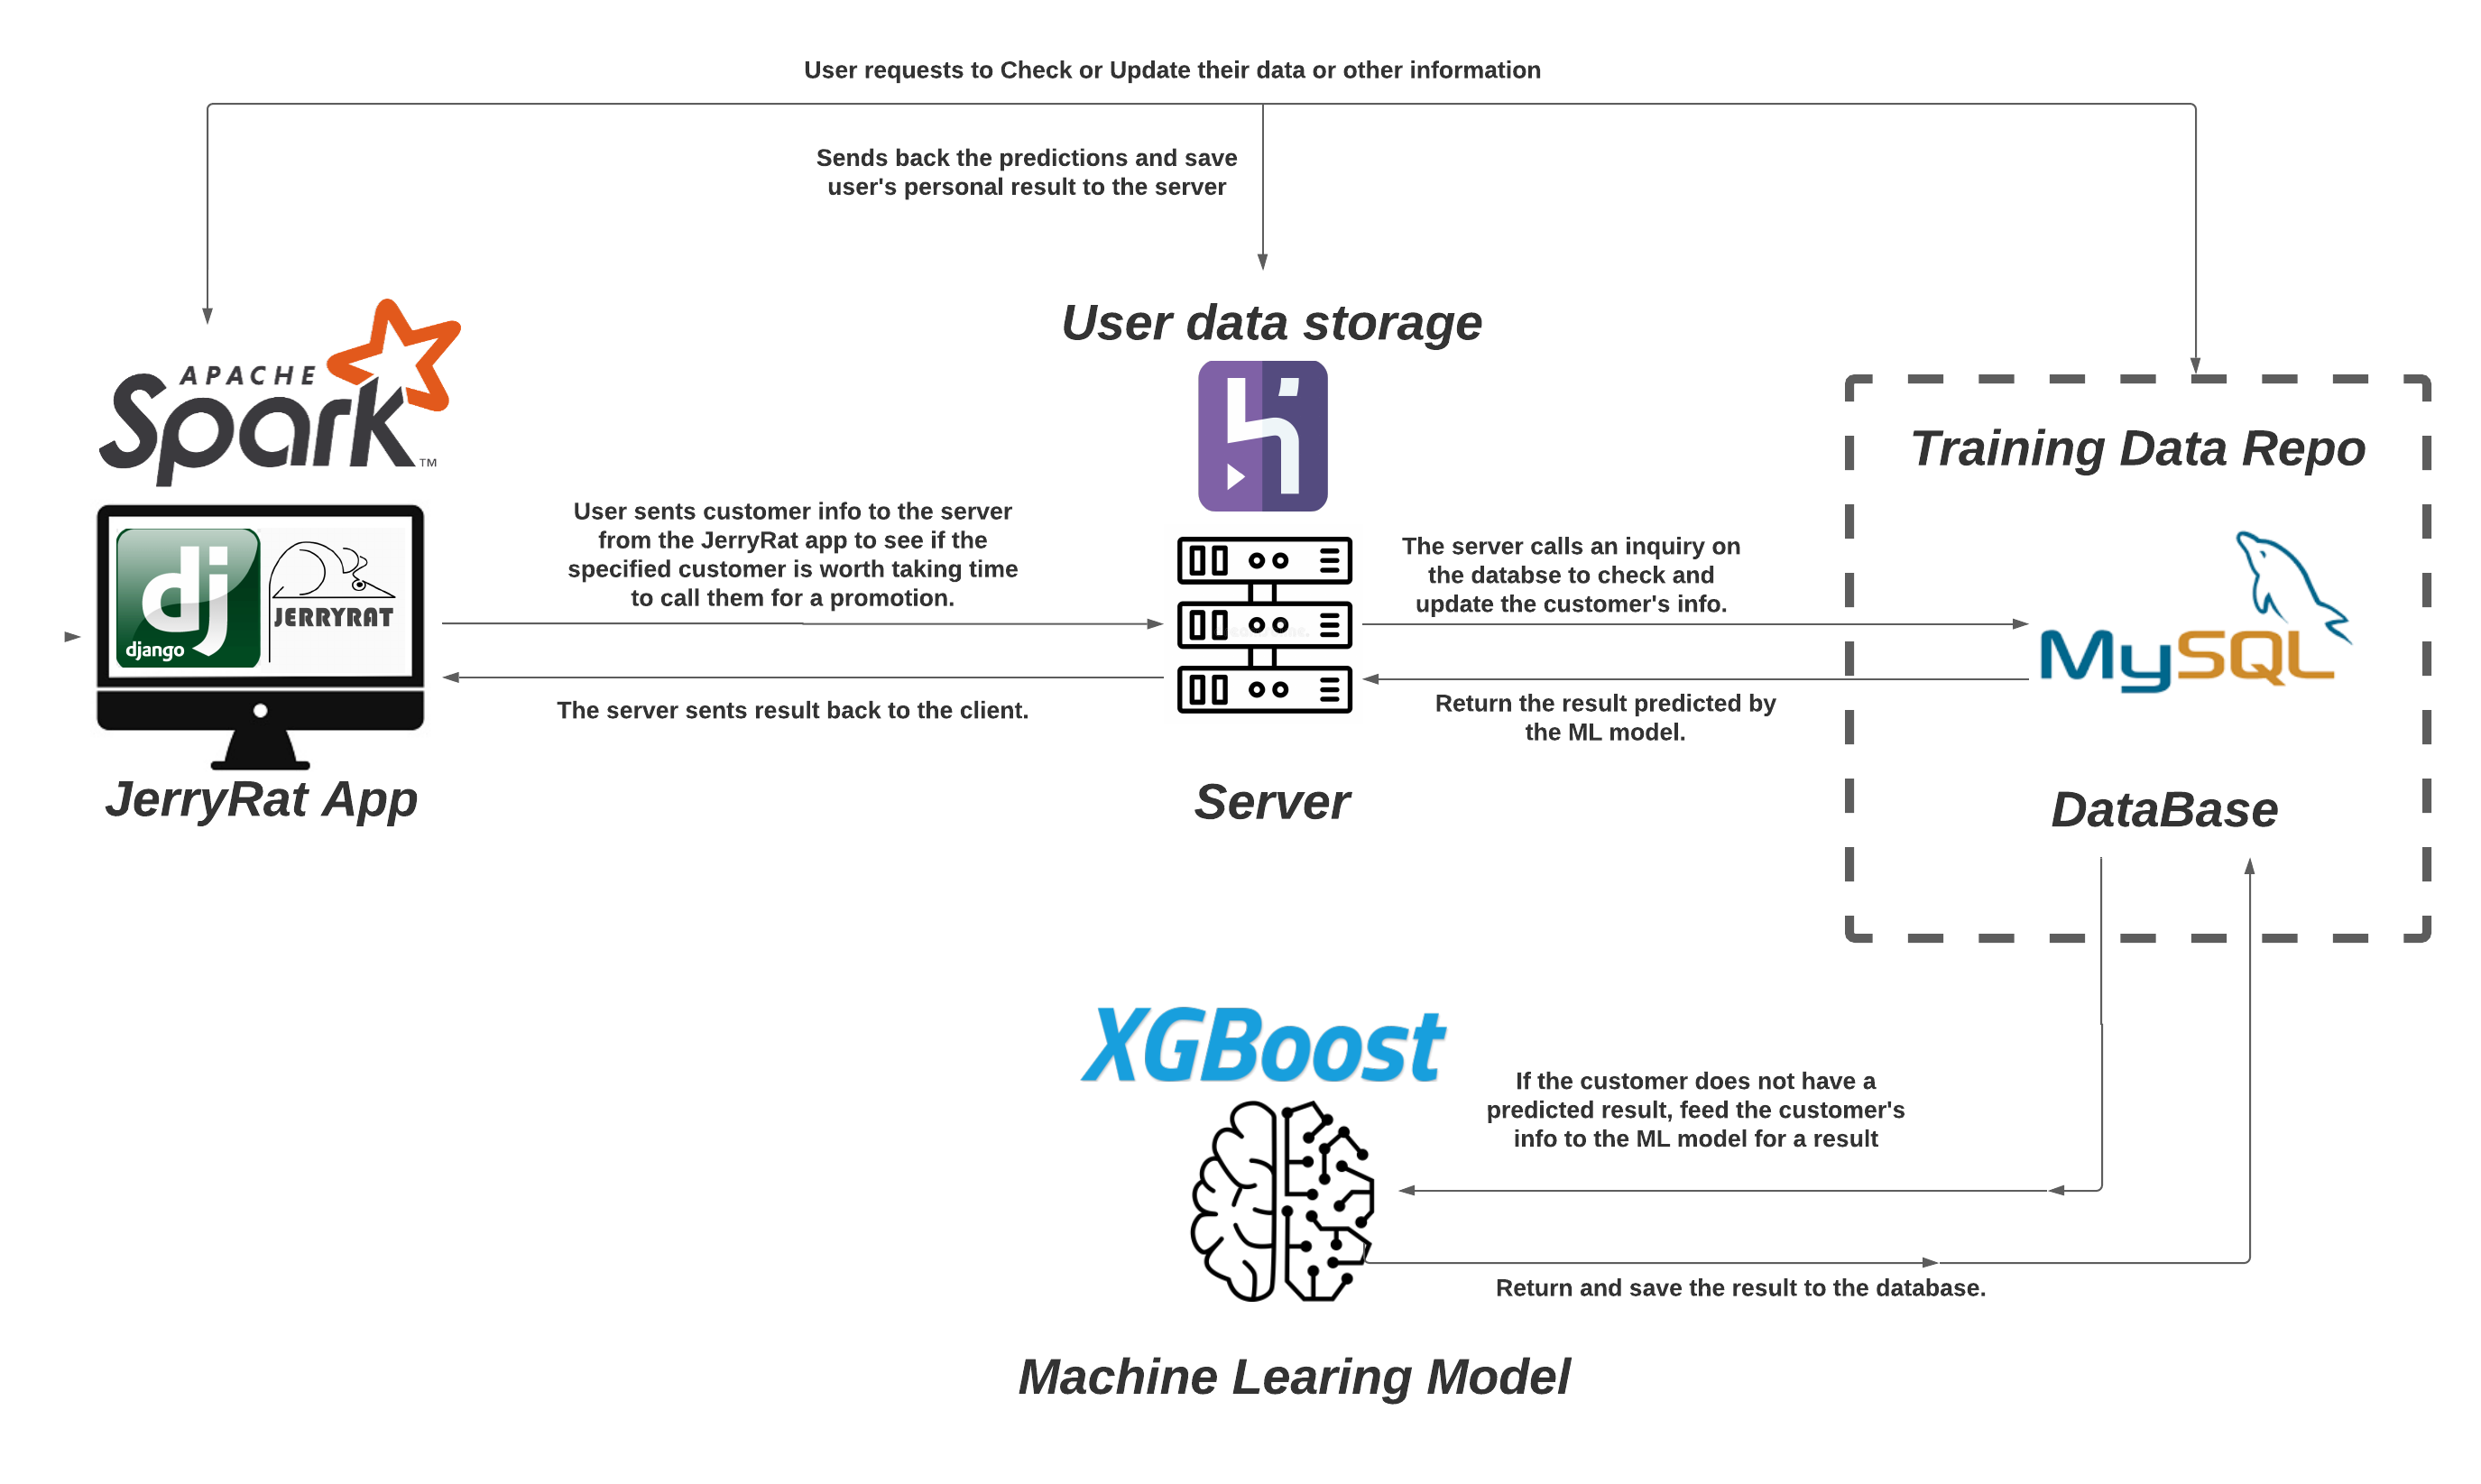 User requests to Check or Update their data or other information
Sends back the predictions and save
user's personal result to the server
User data storage
APACHE
Spark™
Training Data Repo
User sents customer info to the server
from the JerryRat app to see if the
specified customer is worth taking time
to call them for a promotion.
The server calls an inquiry on
the databse to check and
update the customer's info.
dj
django
JERRYRAT
MySQL
The server sents result back to the client.
Return the result predicted by
the ML model.
JerryRat App
Server
DataBase
XGBoost
If the customer does not have a
predicted result, feed the customer's
info to the ML model for a result
Return and save the result to the database.
Machine Learing Model